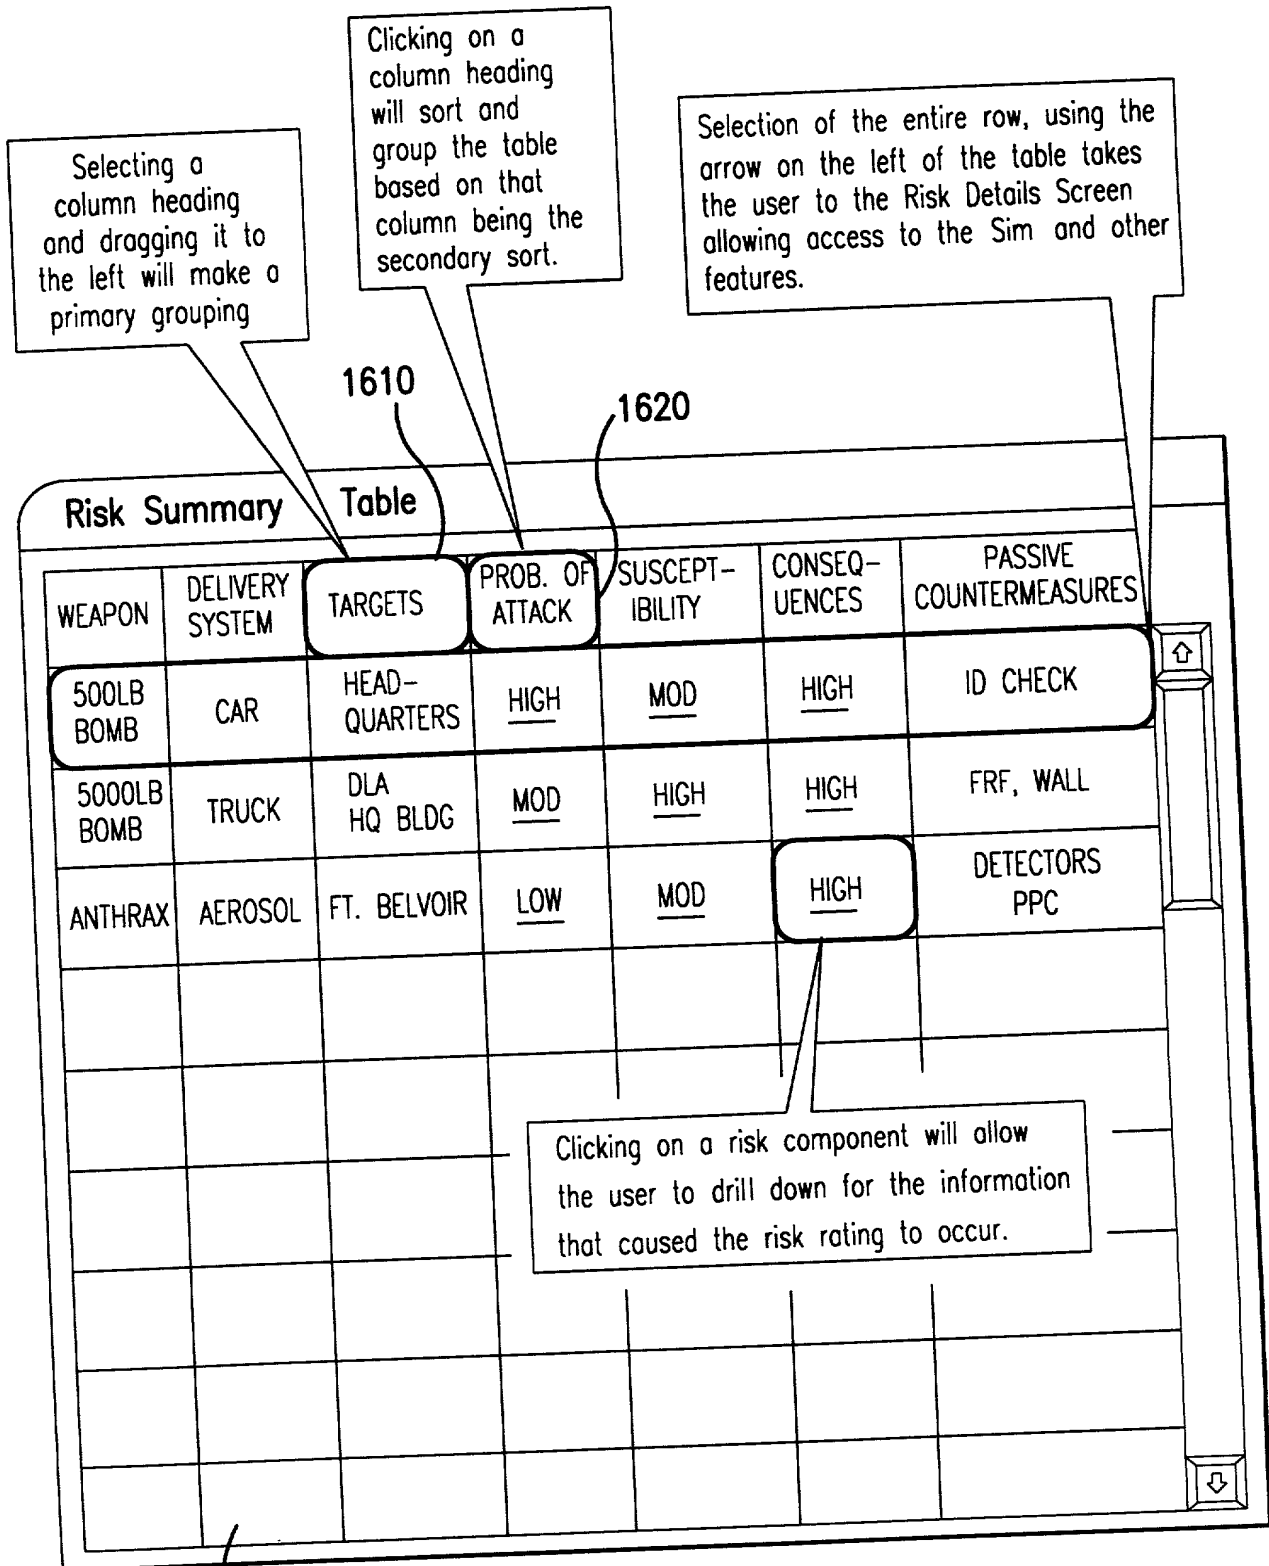 Clicking on a
column heading
will sort and
group the table
based on that
column being the
secondary sort.
Selecting a
column heading
and dragging it to
the left will make a
primary grouping
Selection of the entire row, using the
arrow on the left of the table takes
the user to the Risk Details Screen
allowing access to the Sim and other
features.
1610
1620
Risk Summary Table
WEAPON
DELIVERY
SYSTEM
TARGETS
PROB. OF
ATTACK
SUSCEPT-
IBILITY
CONSEQ-
UENCES
PASSIVE
COUNTERMEASURES
500LB
BOMB
CAR
HEAD-
QUARTERS
HIGH
MOD
HIGH
ID CHECK
5000LB
BOMB
TRUCK
DLA
HQ BLDG
MOD
HIGH
HIGH
FRF, WALL
ANTHRAX
AEROSOL
FT. BELVOIR
LOW
MOD
HIGH
DETECTORS
PPC
Clicking on a risk component will allow
the user to drill down for the information
that caused the risk rating to occur.